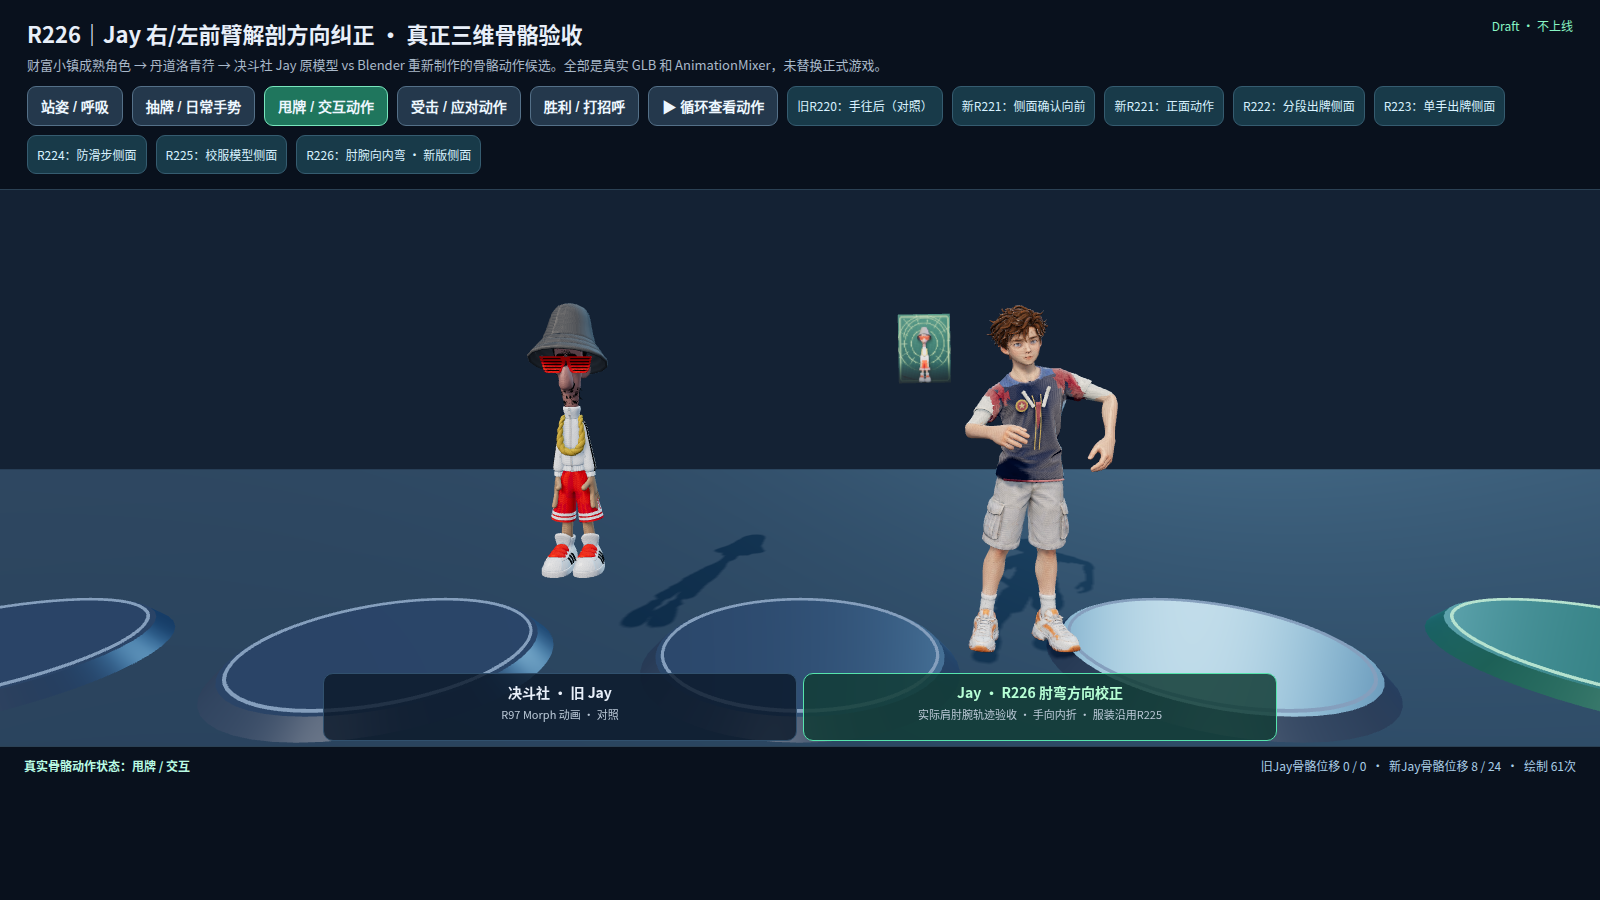 R226｜Jay 右/左前臂解剖方向纠正 · 真正三维骨骼验收
Draft · 不上线
财富小镇成熟角色 → 丹道洛青荇 → 决斗社 Jay 原模型 vs Blender 重新制作的骨骼动作候选。全部是真实 GLB 和 AnimationMixer，未替换正式游戏。
站姿 / 呼吸
抽牌 / 日常手势
甩牌 / 交互动作
受击 / 应对动作
胜利 / 打招呼
▶ 循环查看动作
旧R220：手往后（对照）
新R221：侧面确认向前
新R221：正面动作
R222：分段出牌侧面
R223：单手出牌侧面
R224：防滑步侧面
R225：校服模型侧面
R226：肘腕向内弯 · 新版侧面
决斗社 · 旧 Jay
R97 Morph 动画 · 对照
Jay · R226 肘弯方向校正
实际肩肘腕轨迹验收 · 手向内折 · 服装沿用R225
真实骨骼动作状态：甩牌 / 交互
旧Jay骨骼位移 0 / 0 · 新Jay骨骼位移 8 / 24 · 绘制 61次